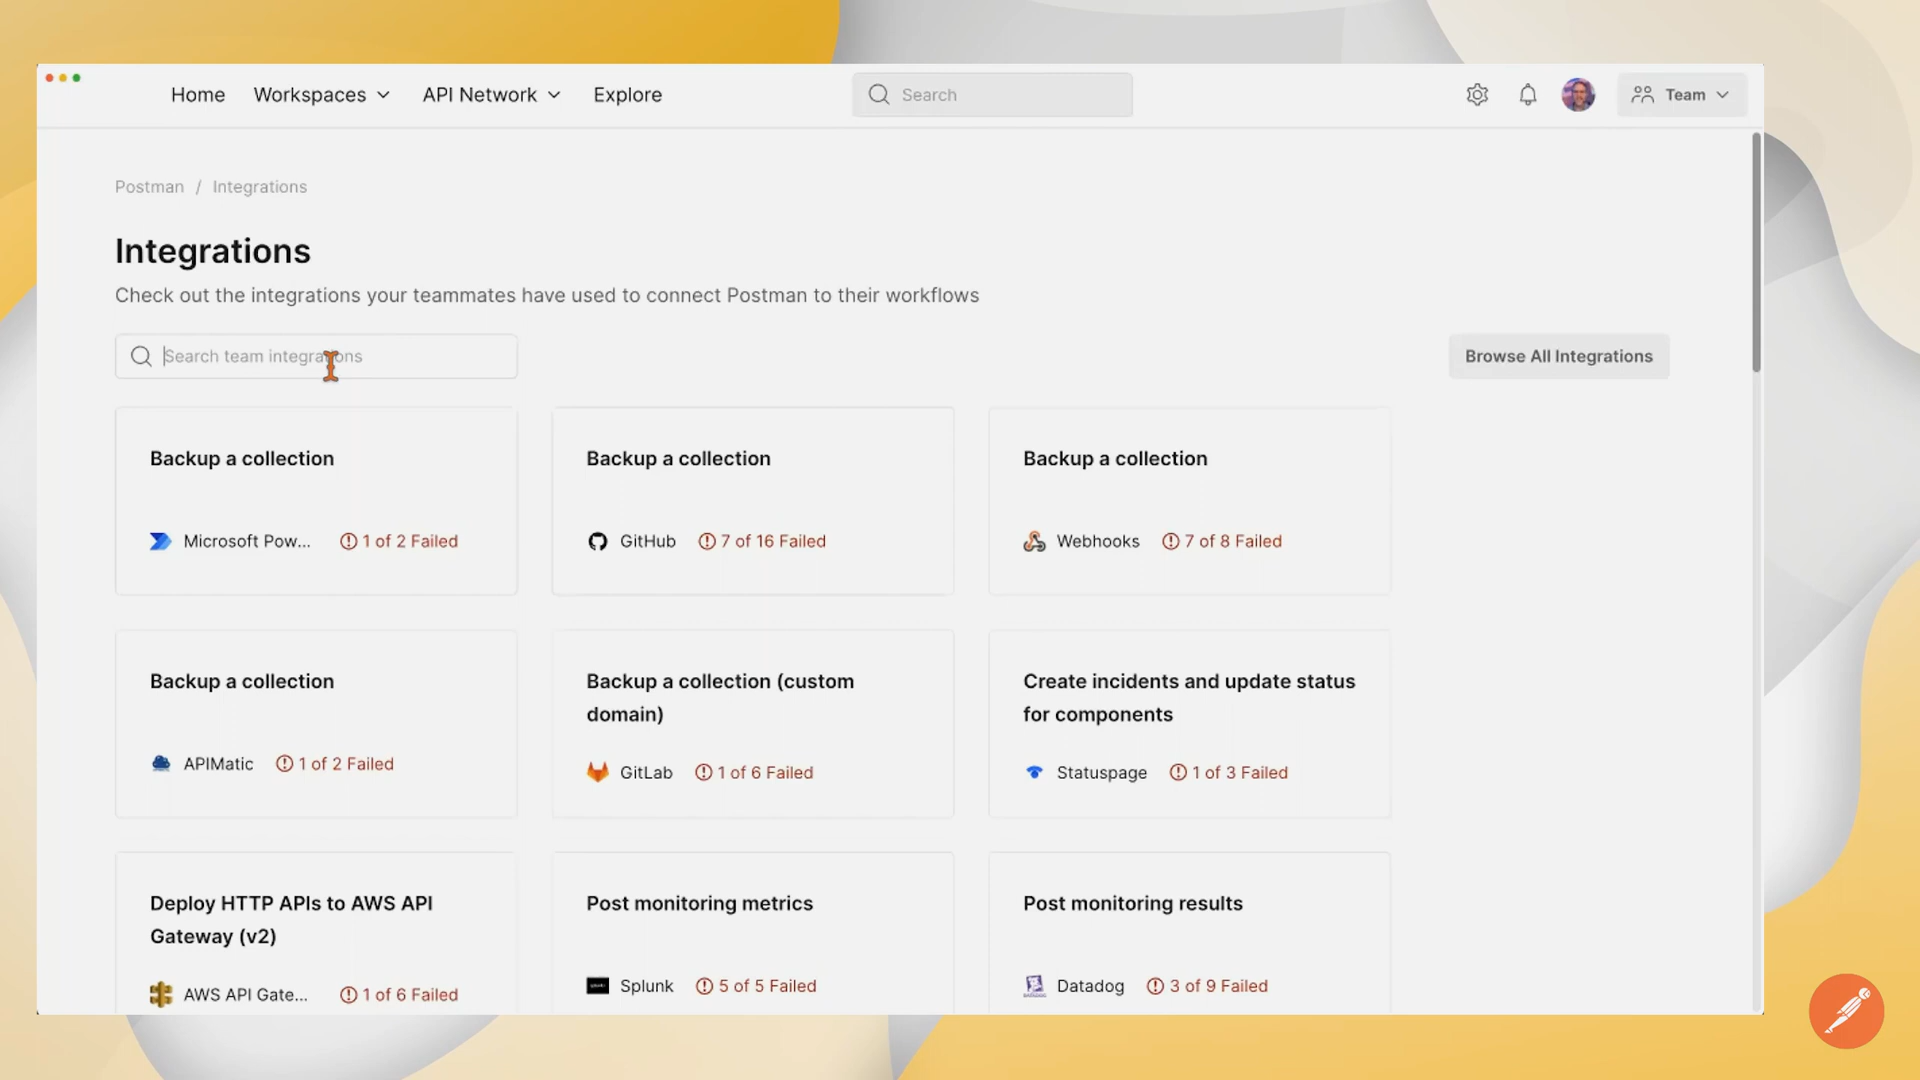 Home
Workspaces
API Network
Explore
Search
Team
Postman / Integrations
Integrations
Check out the integrations your teammates have used to connect Postman to their workflows
Search team integrations
Browse All Integrations
Backup a collection
Microsoft Pow...
1 of 2 Failed
Backup a collection
GitHub
7 of 16 Failed
Backup a collection
Webhooks
7 of 8 Failed
Backup a collection
APIMatic
1 of 2 Failed
Backup a collection (custom
domain)
GitLab
1 of 6 Failed
Create incidents and update status
for components
Statuspage
1 of 3 Failed
Deploy HTTP APIs to AWS API
Gateway (v2)
AWS API Gate...
1 of 6 Failed
Post monitoring metrics
Splunk
5 of 5 Failed
Post monitoring results
Datadog
3 of 9 Failed